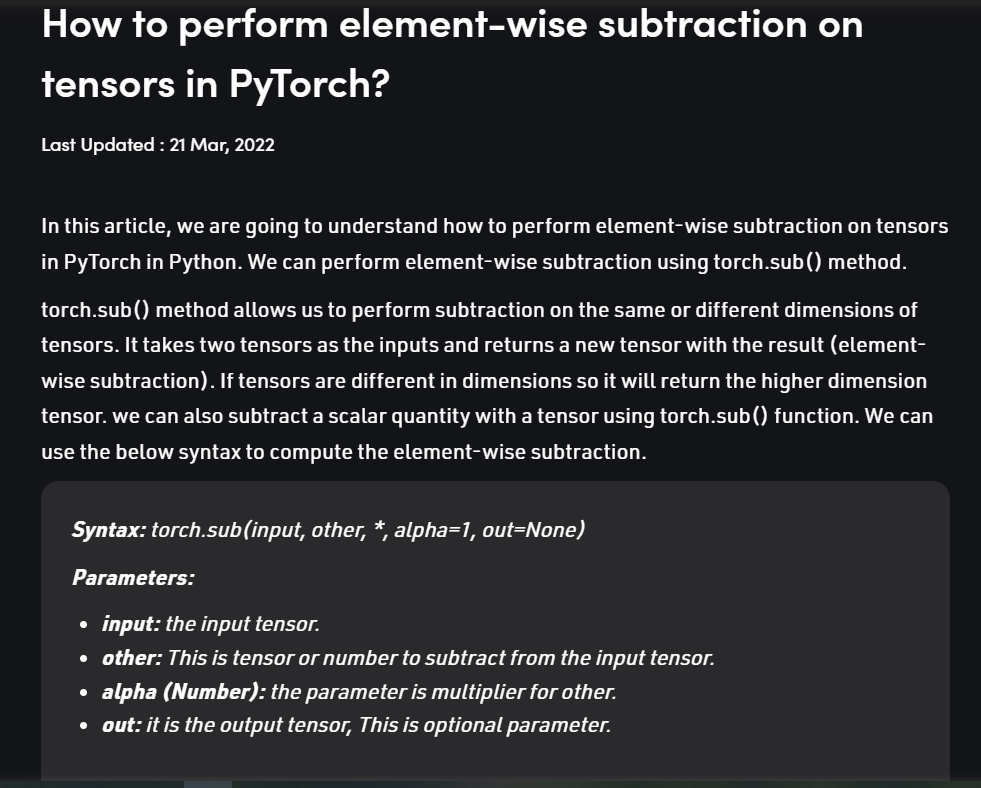 How to perform element-wise subtraction on
tensors in PyTorch?
Last Updated : 21 Mar, 2022
In this article, we are going to understand how to perform element-wise subtraction on tensors
in PyTorch in Python. We can perform element-wise subtraction using torch.sub() method.
torch.sub() method allows us to perform subtraction on the same or different dimensions of
tensors. It takes two tensors as the inputs and returns a new tensor with the result (element-
wise subtraction). If tensors are different in dimensions so it will return the higher dimension
tensor. we can also subtract a scalar quantity with a tensor using torch.sub() function. We can
use the below syntax to compute the element-wise subtraction.
Syntax: torch.sub(input, other, *, alpha=1, out=None)
Parameters:
• input: the input tensor.
• other: This is tensor or number to subtract from the input tensor.
• alpha (Number): the parameter is multiplier for other.
• out: it is the output tensor, This is optional parameter.